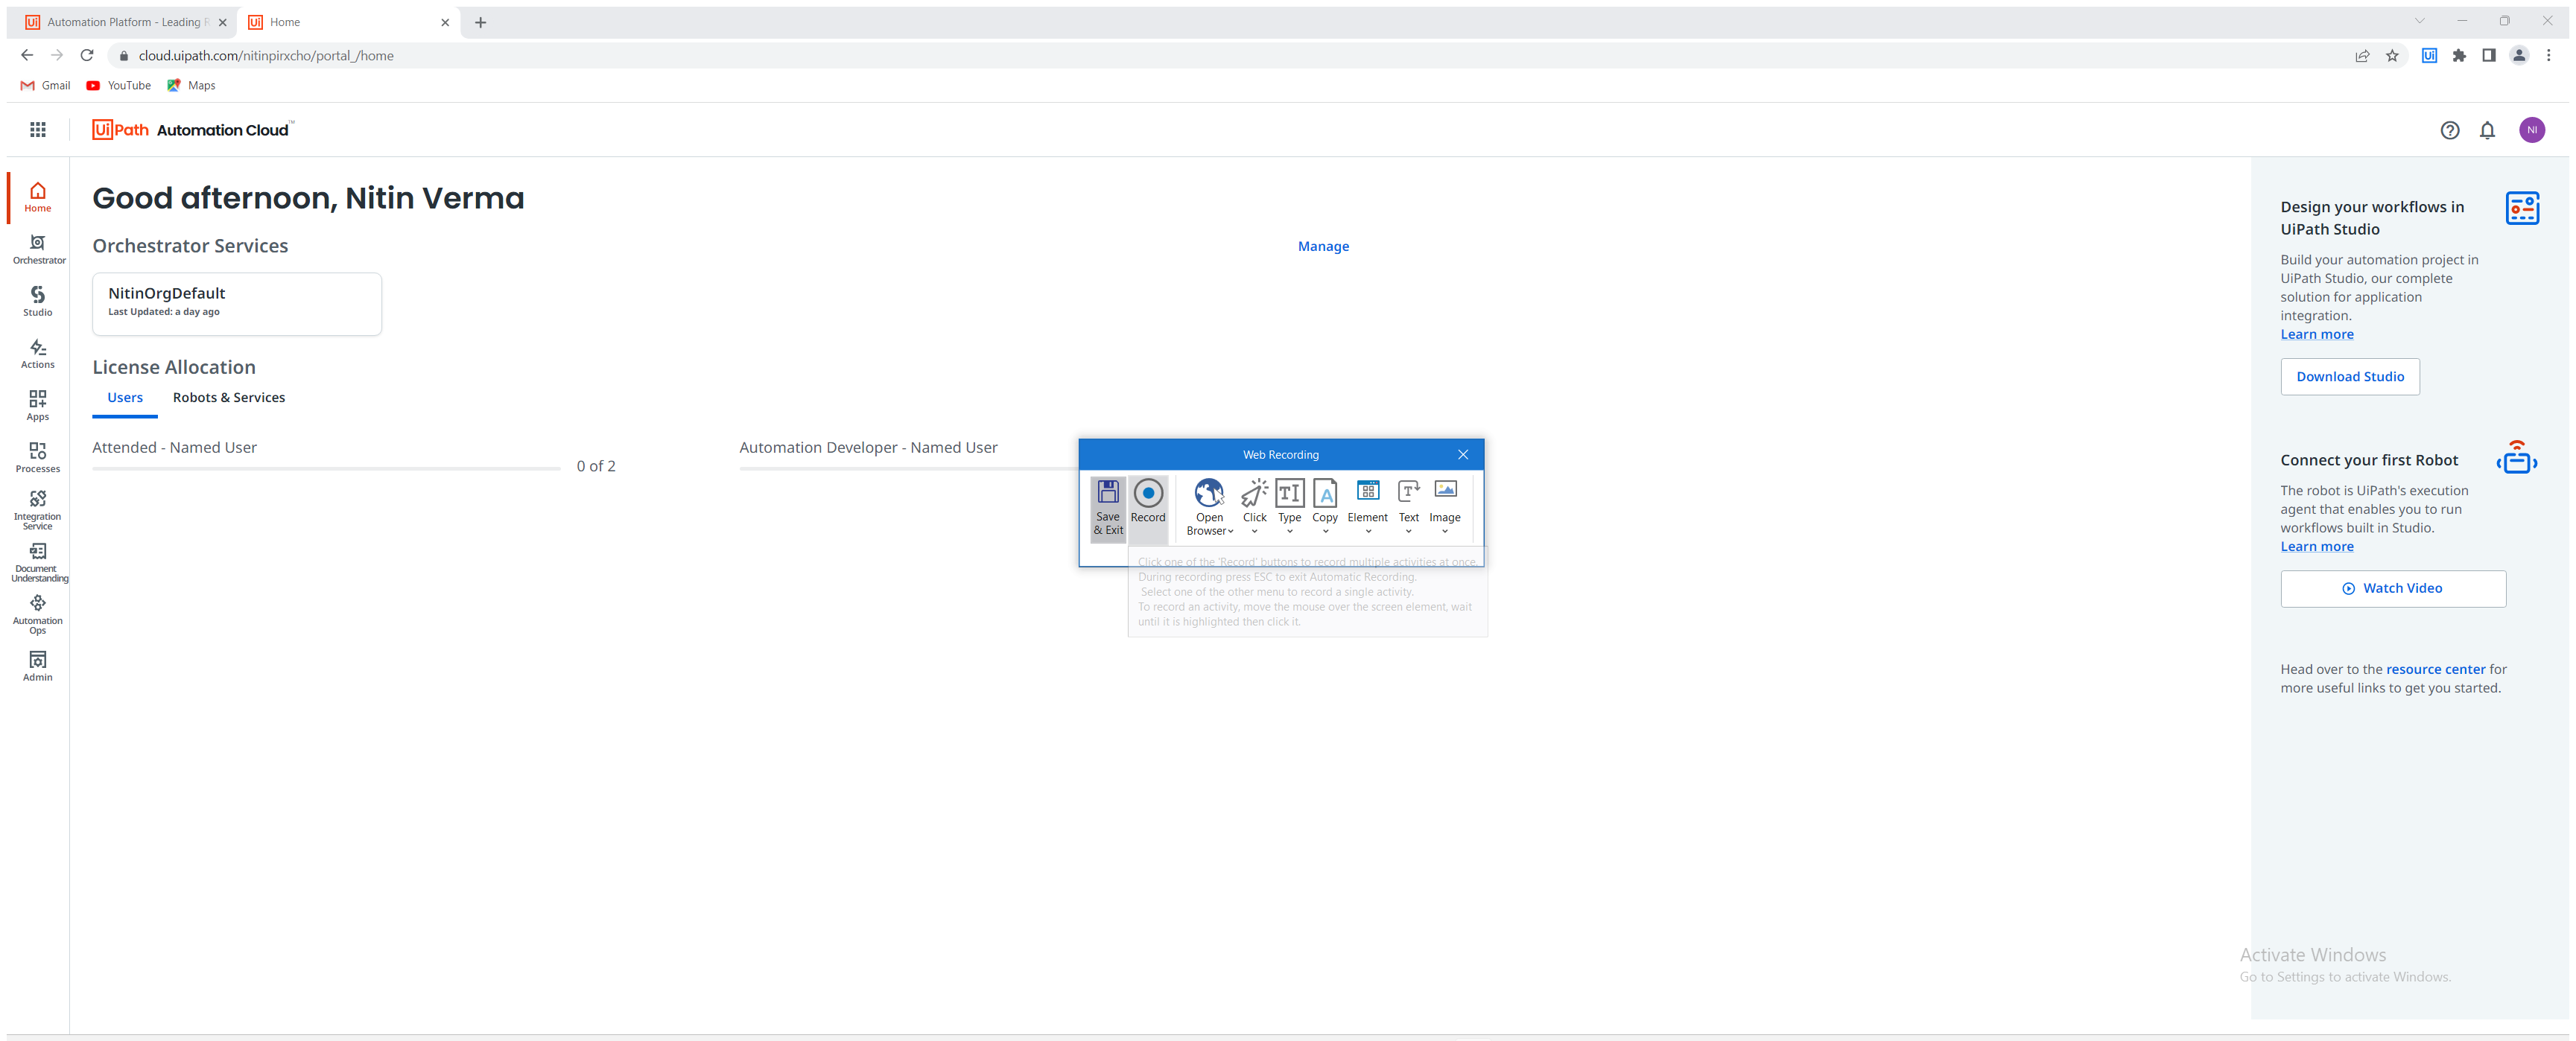 Automation Platform - Leading
Home
cloud.uipath.com/nitinpirxcho/portal_/home
Ui
Gmail
YouTube
Maps
UiPath Automation Cloud™
NI
Home
Orchestrator
Studio
Actions
Apps
Processes
Integration
Service
Document
Understanding
Automation
Ops
Admin
Good afternoon, Nitin Verma
Orchestrator Services
Manage
NitinOrgDefault
Last Updated: a day ago
License Allocation
Users
Robots & Services
Attended - Named User
0 of 2
Automation Developer - Named User
Web Recording
Save
& Exit
Record
Open
Browser
Click
Type
Copy
Element
Text
Image
Click one of the 'Record' buttons to record multiple activities at once.
During recording press ESC to exit Automatic Recording.
Select one of the other menu to record a single activity.
To record an activity, move the mouse over the screen element, wait
until it is highlighted then click it.
Design your workflows in
UiPath Studio
Build your automation project in
UiPath Studio, our complete
solution for application
integration.
Learn more
Download Studio
Connect your first Robot
The robot is UiPath's execution
agent that enables you to run
workflows built in Studio.
Learn more
Watch Video
Head over to the resource center for
more useful links to get you started.
Activate Windows
Go to Settings to activate Windows.